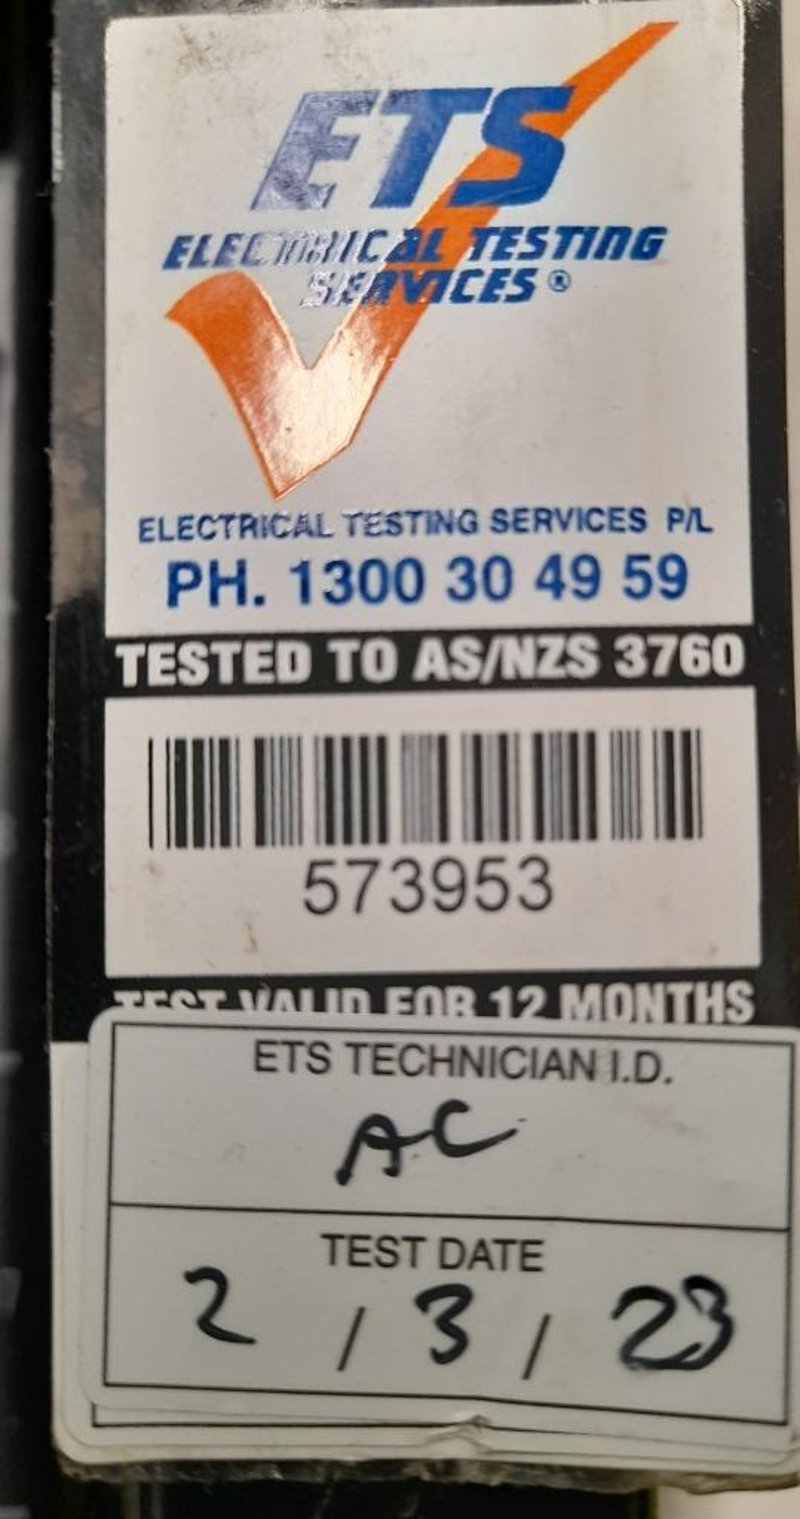 ETS
ELECTRICAL TESTING
SERVICES ®
ELECTRICAL TESTING SERVICES P/L
PH. 1300 30 49 59
TESTED TO AS/NZS 3760
573953
TEST VALID FOR 12 MONTHS
ETS TECHNICIAN I.D.
AC
TEST DATE
2 / 3 / 23